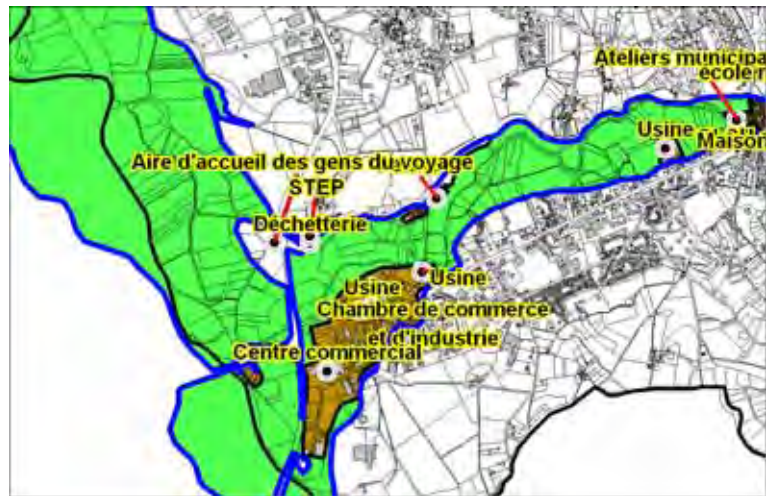 Ateliers municipa
école
Usine
Maison
Aire d'accueil des gens du voyage
STEP
Déchetterie
Usine
Usine
Chambre de commerce
et d'industrie
Centre commercial